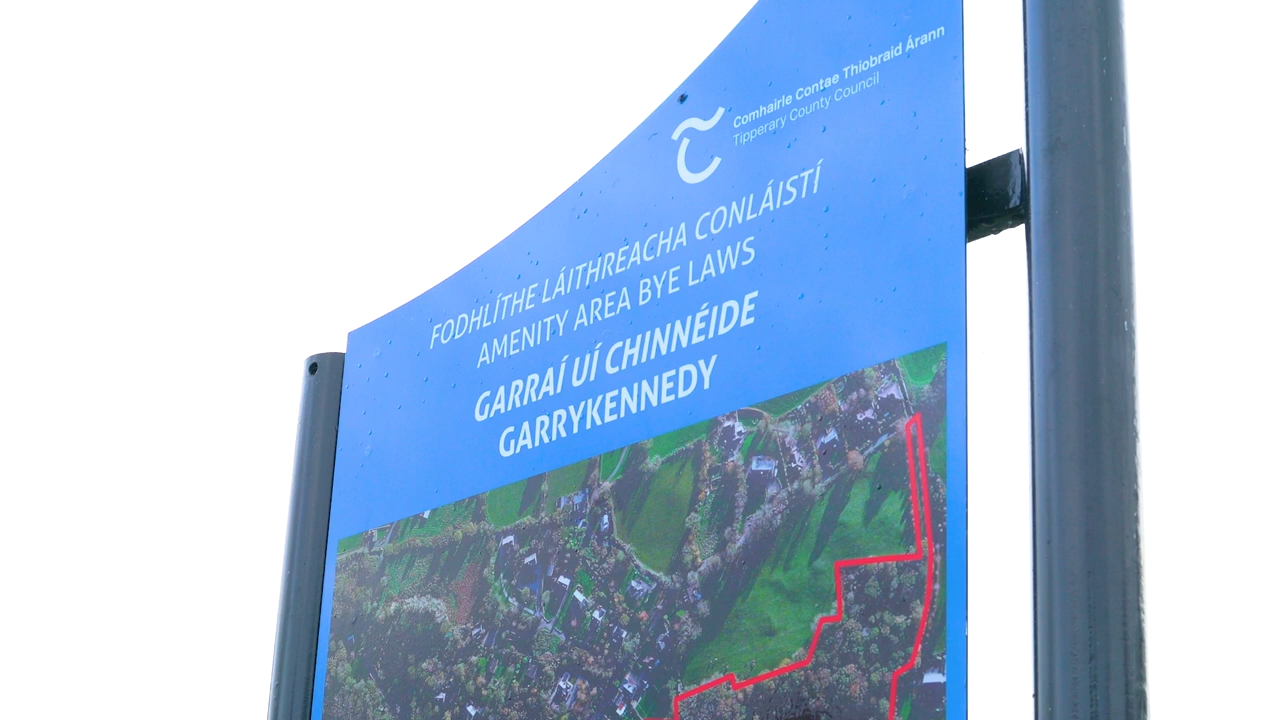 Comhairle Contae Thiobraid Árann
Tipperary County Council
FODHLÍTHE LÁITHREACHA CONLÁISTÍ
AMENITY AREA BYE LAWS
GARRAÍ UÍ CHINNÉIDE
GARRYKENNEDY